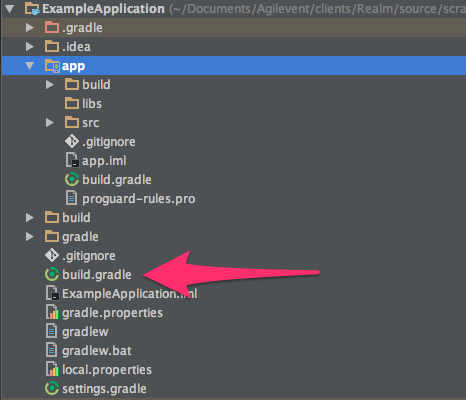 ExampleApplication (~/Documents/Agilevent/clients/Realm/source/scra
.gradle
.idea
app
build
libs
src
.gitignore
app.iml
build.gradle
proguard-rules.pro
build
gradle
.gitignore
build.gradle
ExampleApplication.iml
gradle.properties
gradlew
gradlew.bat
local.properties
settings.gradle